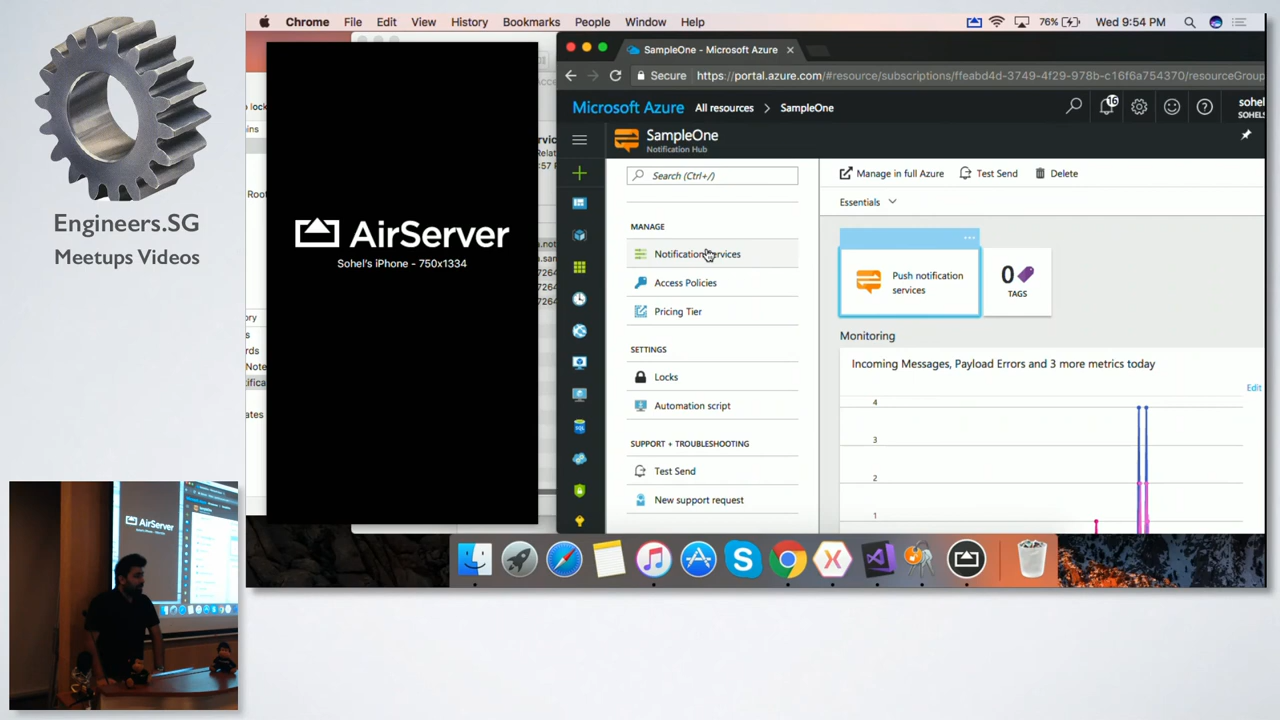 Engineers.SG
Meetups Videos
Chrome File Edit View History Bookmarks People Window Help
76% Wed 9:54 PM
SampleOne - Microsoft Azure
Secure https://portal.azure.com/#resource/subscriptions/ffeabd4d-3749-4f29-978b-c16f6a754370/resourceGroup
Microsoft Azure All resources > SampleOne
16
sohel
SOHELS
SampleOne
Notification Hub
Search (Ctrl+/)
MANAGE
Notification Services
Access Policies
Pricing Tier
SETTINGS
Locks
Automation script
SUPPORT + TROUBLESHOOTING
Test Send
New support request
Manage in full Azure Test Send Delete
Essentials
Push notification
services
0
TAGS
Monitoring
Incoming Messages, Payload Errors and 3 more metrics today
Edit
4
3
2
1
AirServer
Sohel's iPhone - 750x1334
AirServer